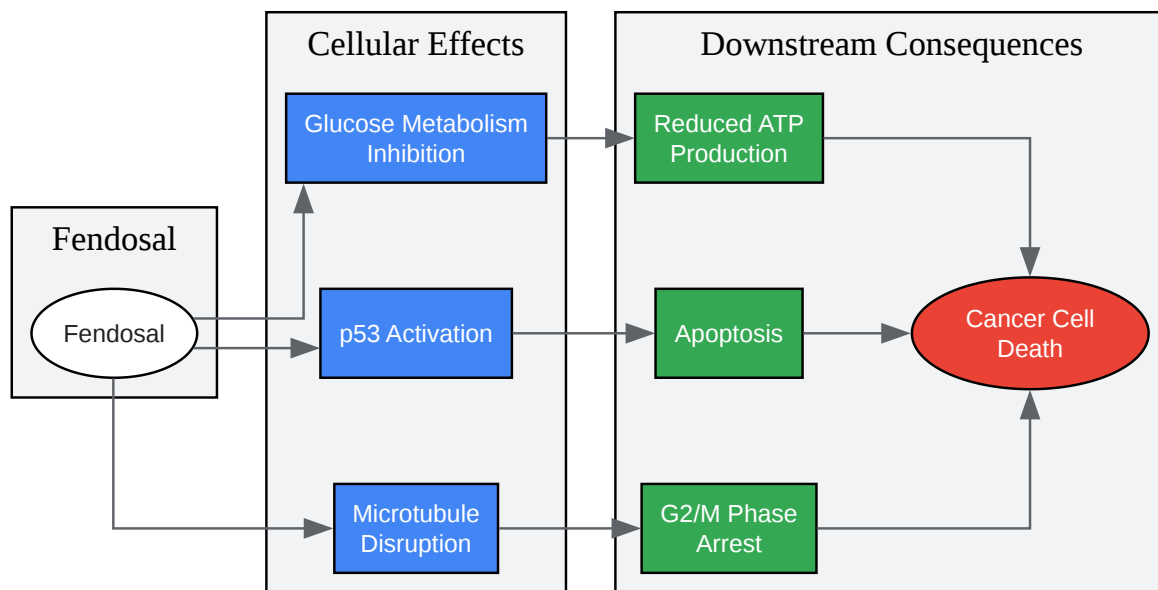 Fendosal
Fendosal
Cellular Effects
Glucose Metabolism
Inhibition
p53 Activation
Microtubule
Disruption
Downstream Consequences
Reduced ATP
Production
Apoptosis
G2/M Phase
Arrest
Cancer Cell
Death